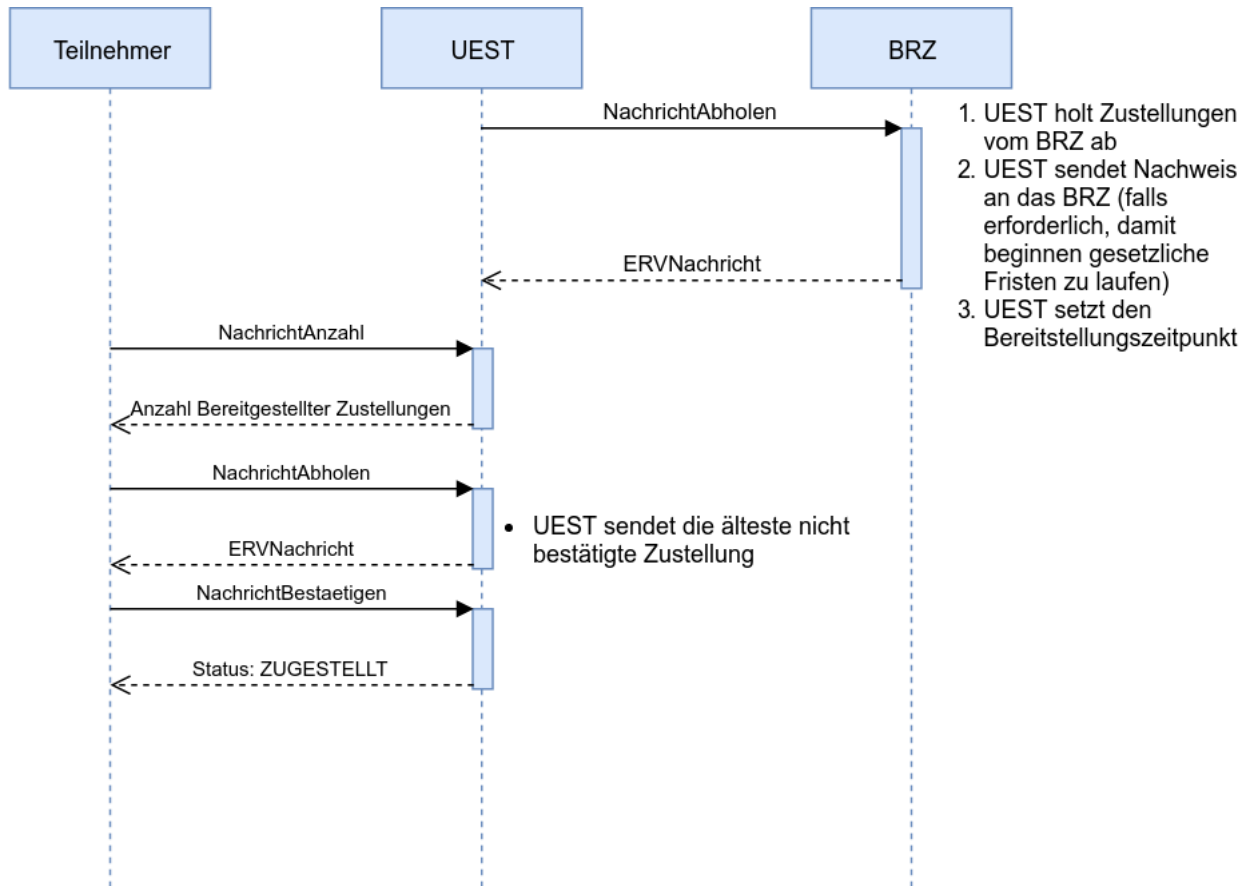 Teilnehmer
UEST
BRZ
NachrichtAbholen
1. UEST holt Zustellungen
vom BRZ ab
2. UEST sendet Nachweis
an das BRZ (falls
erforderlich, damit
beginnen gesetzliche
Fristen zu laufen)
3. UEST setzt den
Bereitstellungszeitpunkt
ERVNachricht
NachrichtAnzahl
Anzahl Bereitgestellter Zustellungen
NachrichtAbholen
• UEST sendet die älteste nicht
bestätigte Zustellung
ERVNachricht
NachrichtBestaetigen
Status: ZUGESTELLT